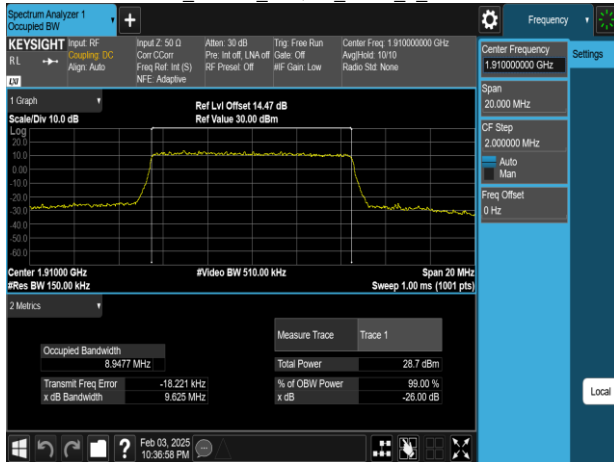 Spectrum Analyzer 1
Occupied BW
Frequency
KEYSIGHT
RL
Input: RF
Coupling: DC
Align: Auto
Input Z: 50 Ω
Corr CCorr
Freq Ref: Int (S)
NFE: Adaptive
Atten: 30 dB
Pre: Int off, LNA off
RF Preset: Off
Trig: Free Run
Gate: Off
#IF Gain: Low
Center Freq: 1.910000000 GHz
Avg|Hold: 10/10
Radio Std: None
Center Frequency
1.910000000 GHz
Settings
Span
20.000 MHz
CF Step
2.000000 MHz
Auto
Man
Freq Offset
0 Hz
Local
1 Graph
Scale/Div 10.0 dB
Ref Lvl Offset 14.47 dB
Ref Value 30.00 dBm
Log
20.0
10.0
0.00
-10.0
-20.0
-30.0
-40.0
-50.0
-60.0
Center 1.91000 GHz
#Res BW 150.00 kHz
#Video BW 510.00 kHz
Span 20 MHz
Sweep 1.00 ms (1001 pts)
2 Metrics
Measure Trace
Trace 1
Occupied Bandwidth
8.9477 MHz
Total Power
28.7 dBm
Transmit Freq Error
-18.221 kHz
% of OBW Power
99.00 %
x dB Bandwidth
9.625 MHz
x dB
-26.00 dB
Feb 03, 2025
10:36:58 PM